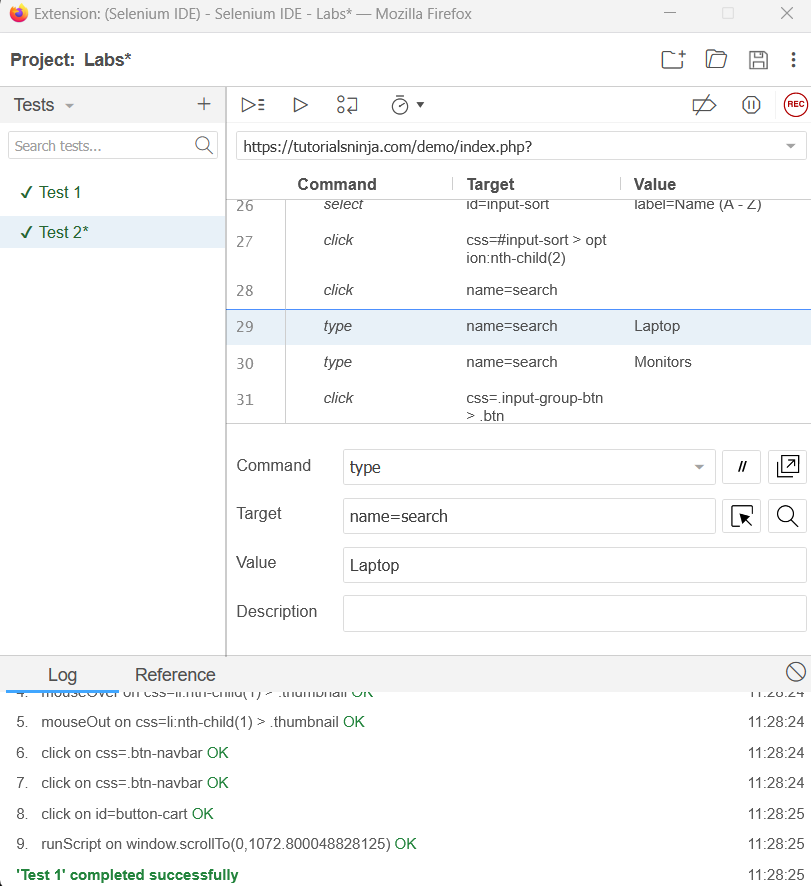 Extension: (Selenium IDE) - Selenium IDE - Labs* — Mozilla Firefox
Project: Labs*
Tests
Search tests...
✓ Test 1
✓ Test 2*
REC
https://tutorialsninja.com/demo/index.php?
Command Target Value
26 select id=input-sort label=Name (A - Z)
27 click css=#input-sort > opt
ion:nth-child(2)
28 click name=search
29 type name=search Laptop
30 type name=search Monitors
31 click css=.input-group-btn
> .btn
Command type //
Target name=search
Value Laptop
Description
Log Reference
4. mouseOver on css=li:nth-child(1) > .thumbnail OK 11:28:24
5. mouseOut on css=li:nth-child(1) > .thumbnail OK 11:28:24
6. click on css=.btn-navbar OK 11:28:24
7. click on css=.btn-navbar OK 11:28:24
8. click on id=button-cart OK 11:28:25
9. runScript on window.scrollTo(0,1072.800048828125) OK 11:28:25
'Test 1' completed successfully 11:28:25